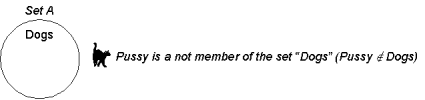 Set A
Dogs
Pussy is a not member of the set “Dogs” (Pussy ∉ Dogs)